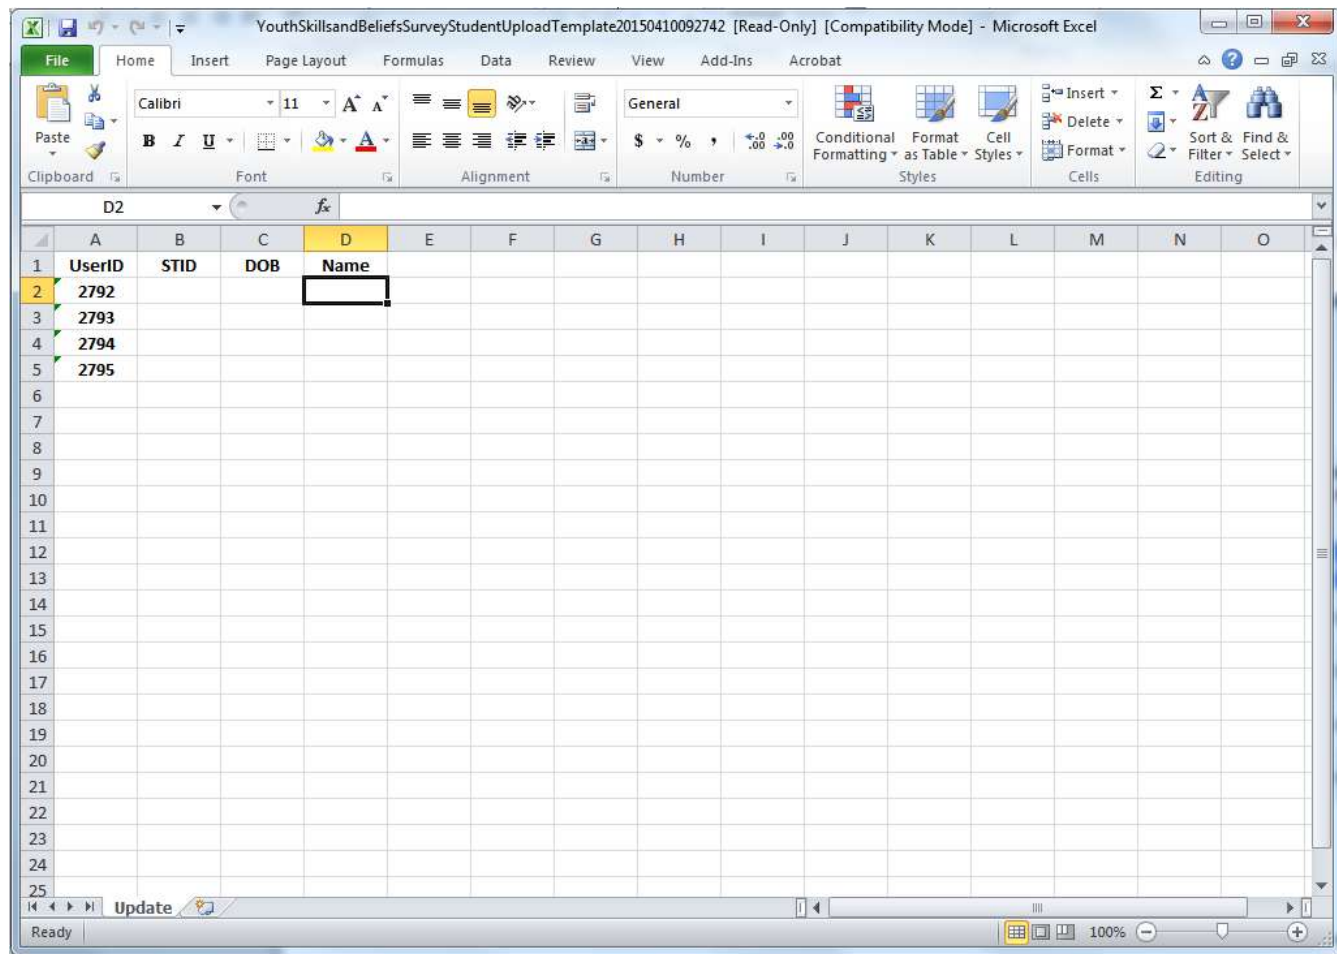 YouthSkillsandBeliefsSurveyStudentUploadTemplate20150410092742 [Read-Only] [Compatibility Mode] - Microsoft Excel
File Home Insert Page Layout Formulas Data Review View Add-Ins Acrobat
Paste
Clipboard
Calibri 11
B I U
Font
Alignment
General
$ % ,
Number
Conditional Formatting
Format as Table
Cell Styles
Styles
Insert
Delete
Format
Cells
Σ
Sort & Filter
Find & Select
Editing
D2 fx
A B C D E F G H I J K L M N O
1 UserID STID DOB Name
2 2792
3 2793
4 2794
5 2795
6
7
8
9
10
11
12
13
14
15
16
17
18
19
20
21
22
23
24
25
Update
Ready 100%